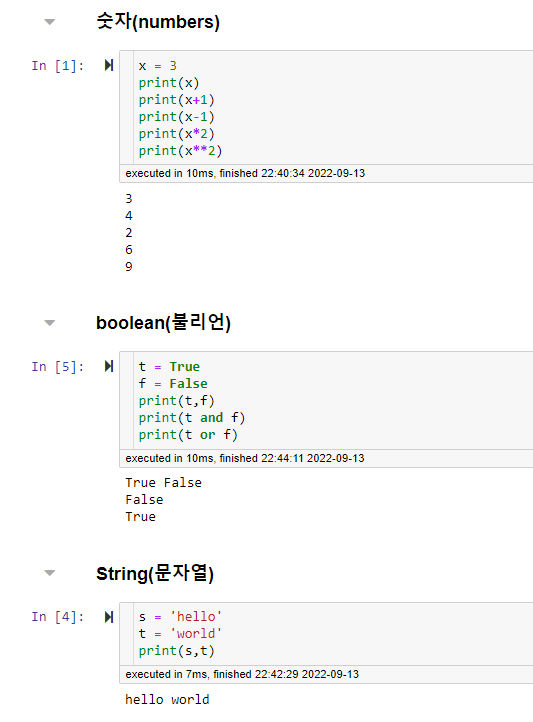 숫자(numbers)
In [1]:
x = 3
print(x)
print(x+1)
print(x-1)
print(x*2)
print(x**2)
executed in 10ms, finished 22:40:34 2022-09-13
3
4
2
6
9
boolean(불리언)
In [5]:
t = True
f = False
print(t,f)
print(t and f)
print(t or f)
executed in 10ms, finished 22:44:11 2022-09-13
True False
False
True
String(문자열)
In [4]:
s = 'hello'
t = 'world'
print(s,t)
executed in 7ms, finished 22:42:29 2022-09-13
hello world